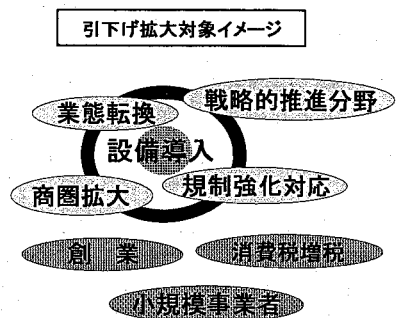 引下げ拡大対象イメージ
戦略的推進分野
業態転換
設備導入
商圏拡大
規制強化対応
創　業
消費税増税
小規模事業者